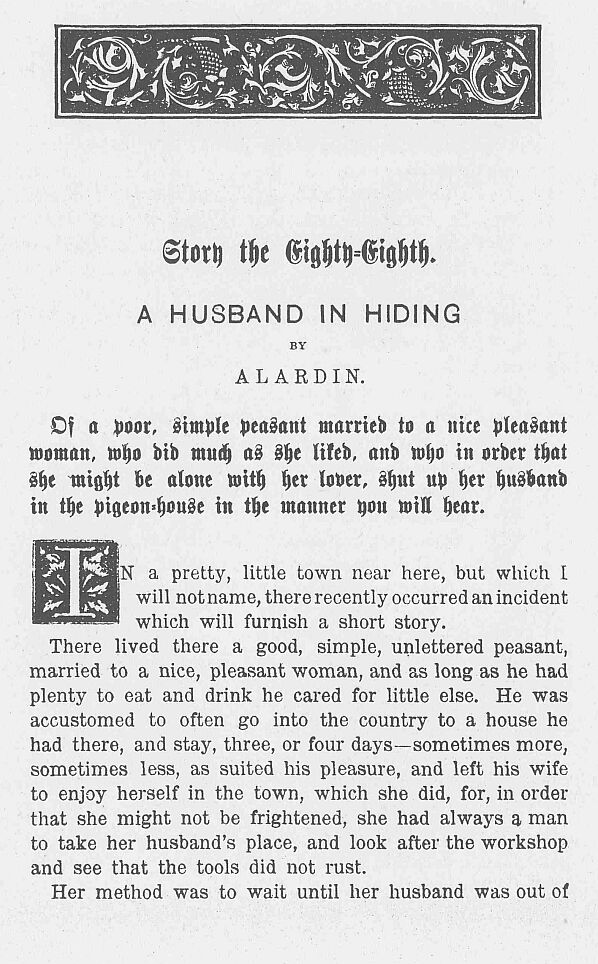 Story the Eighty-Eighth.
A HUSBAND IN HIDING
BY
ALARDIN.
Of a poor, simple peasant married to a nice pleasant
woman, who did much as she liked, and who in order that
she might be alone with her lover, shut up her husband
in the pigeon-house in the manner you will hear.
IN a pretty, little town near here, but which I
will not name, there recently occurred an incident
which will furnish a short story.
There lived there a good, simple, unlettered peasant,
married to a nice, pleasant woman, and as long as he had
plenty to eat and drink he cared for little else. He was
accustomed to often go into the country to a house he
had there, and stay, three, or four days—sometimes more,
sometimes less, as suited his pleasure, and left his wife
to enjoy herself in the town, which she did, for, in order
that she might not be frightened, she had always a man
to take her husband's place, and look after the workshop
and see that the tools did not rust.
Her method was to wait until her husband was out of